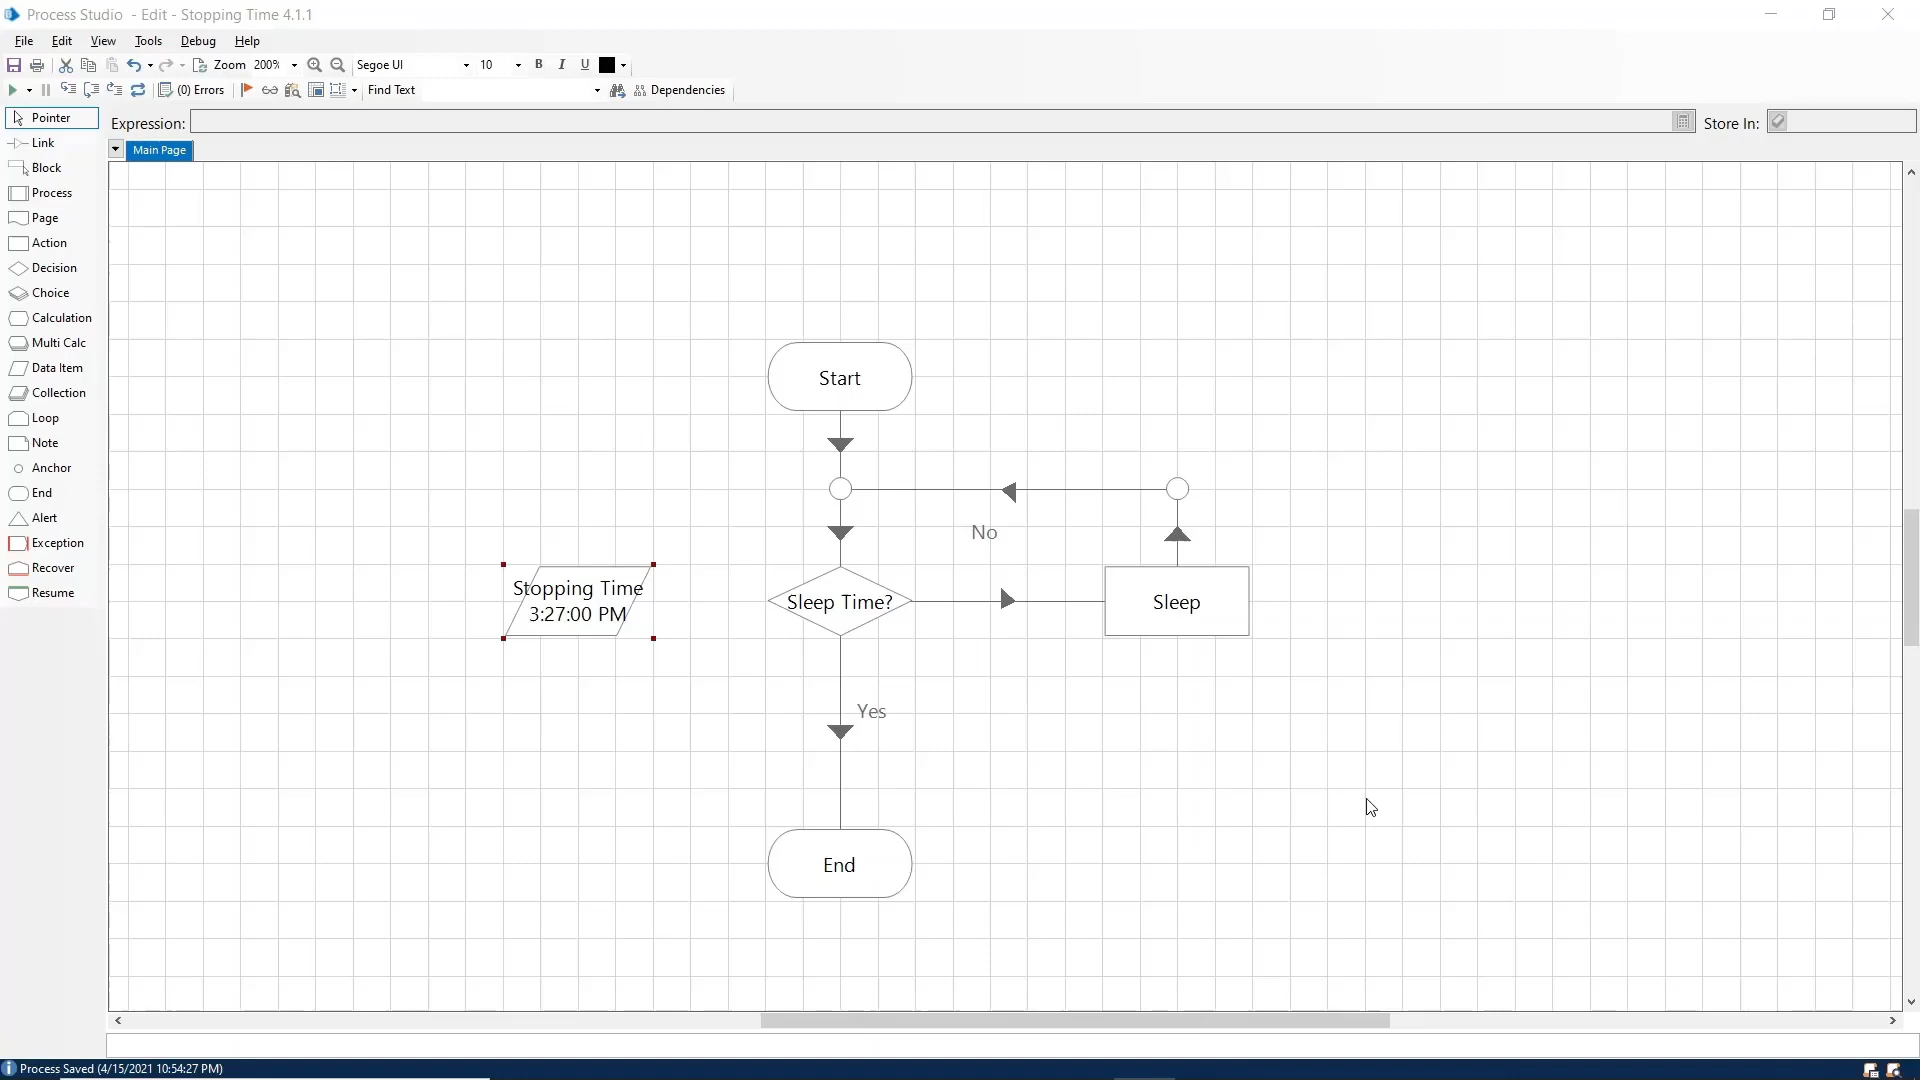 Process Studio - Edit - Stopping Time 4.1.1
File Edit View Tools Debug Help
Zoom 200% Segoe UI 10 B I U
(0) Errors Find Text Dependencies
Pointer
Link
Block
Process
Page
Action
Decision
Choice
Calculation
Multi Calc
Data Item
Collection
Loop
Note
Anchor
End
Alert
Exception
Recover
Resume
Expression: Store In:
Main Page
Start
No
Stopping Time
3:27:00 PM
Sleep Time?
Sleep
Yes
End
Process Saved (4/15/2021 10:54:27 PM)